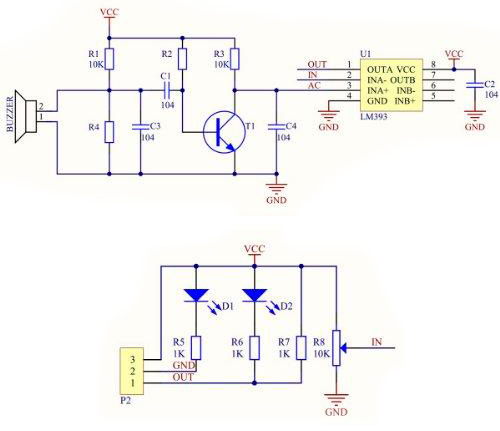 VCC
R1
10K
R2
R3
10K
C1
104
BUZZER
2
1
R4
C3
104
T1
C4
104
GND
U1
OUT
1
OUTA
VCC
8
VCC
IN
2
INA-
OUTB
7
AC
3
INA+
INB-
6
4
GND
INB+
5
C2
104
GND
LM393
GND
VCC
D1
D2
R5
1K
R6
1K
R7
1K
R8
10K
IN
3
2
GND
1
OUT
P2
GND